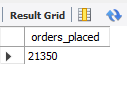 Result Grid
orders_placed
21350